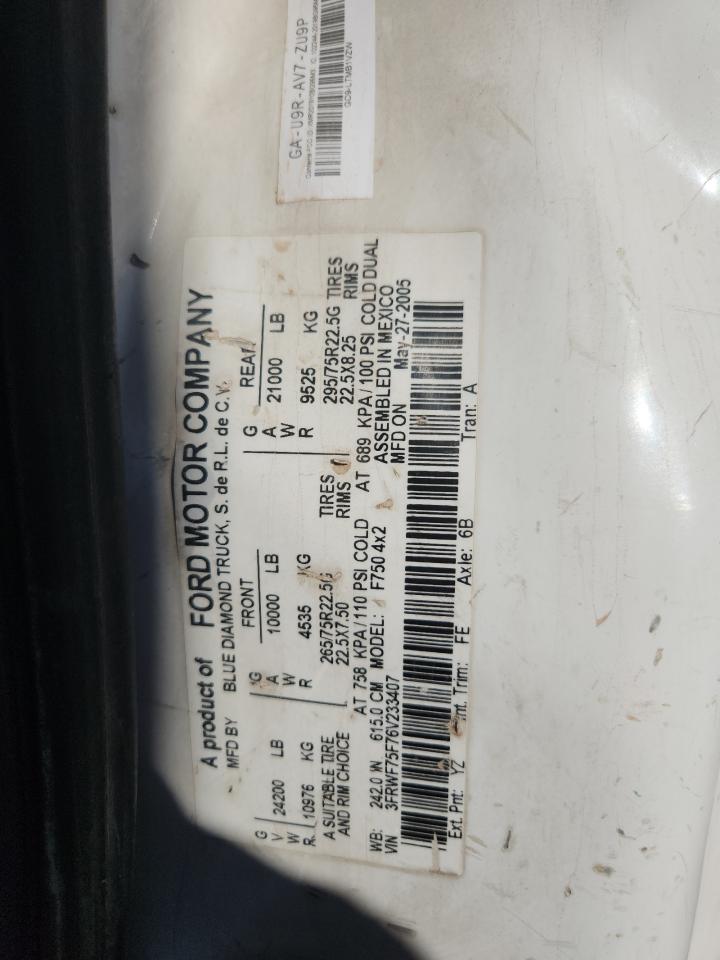 A product of FORD MOTOR COMPANY
MFD BY BLUE DIAMOND TRUCK, S. de R.L. de C.V.
FRONT REAR
GVWR 24200 LB 10976 KG
GAWR 10000 LB 4535 KG
GAWR 21000 LB 9525 KG
A SUITABLE TIRE AND RIM CHOICE
265/75R22.5G TIRES
22.5X7.50 RIMS
295/75R22.5G TIRES
22.5X8.25 RIMS
AT 758 KPA/110 PSI COLD AT 689 KPA/100 PSI COLD DUAL
WB: 242.0 IN 615.0 CM MODEL: F750 4x2
ASSEMBLED IN MEXICO
VIN 3FRWF75F76V233407
MFD ON May-27-2005
Ext. Pnt: YZ Int. Trim: FE Axle: 6B Tran: A
GA-U9R-AV7-ZU9P